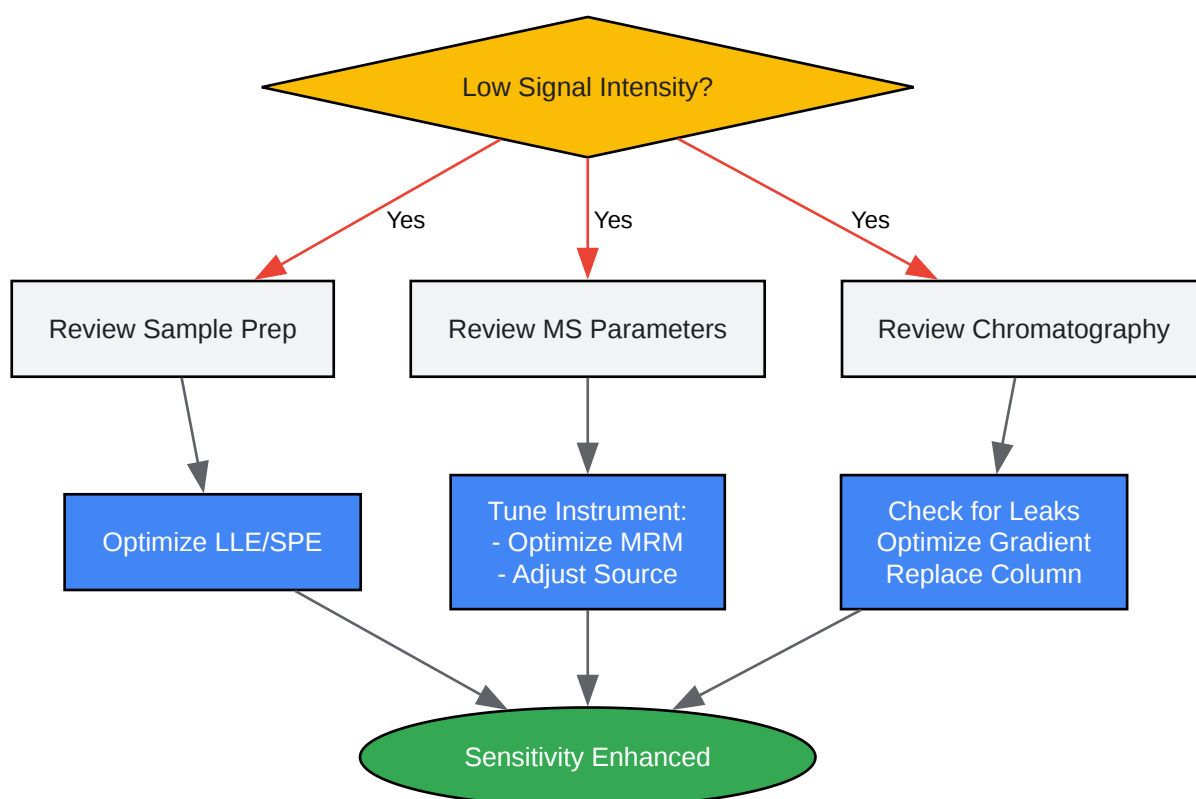 Low Signal Intensity?
Yes
Yes
Yes
Review Sample Prep
Review MS Parameters
Review Chromatography
Optimize LLE/SPE
Tune Instrument:
- Optimize MRM
- Adjust Source
Check for Leaks
Optimize Gradient
Replace Column
Sensitivity Enhanced